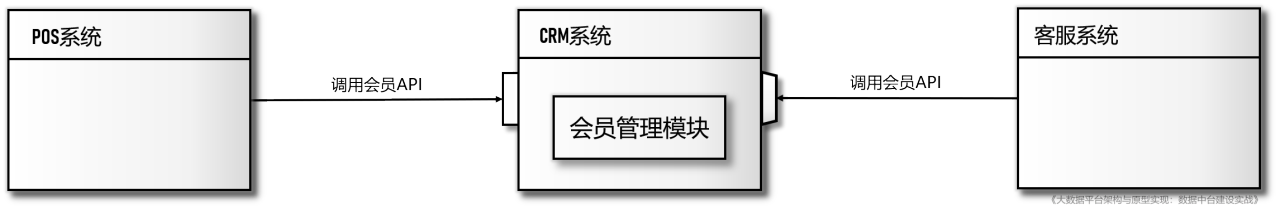 POS系统
CRM系统
客服系统
调用会员API
调用会员API
会员管理模块
《大数据平台架构与原型实现：数据中台建设实战》